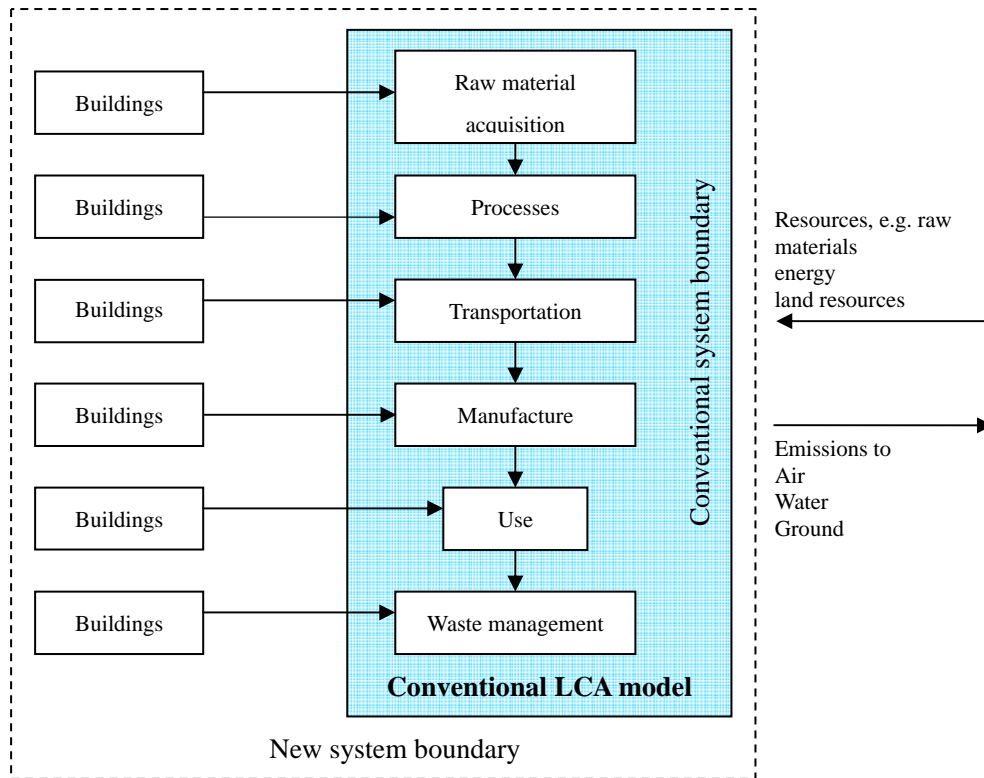 Buildings
Raw material
acquisition
Buildings
Processes
Buildings
Transportation
Buildings
Manufacture
Buildings
Use
Buildings
Waste management
Conventional LCA model
Conventional system boundary
New system boundary
Resources, e.g. raw
materials
energy
land resources
Emissions to
Air
Water
Ground